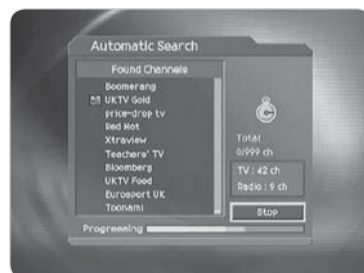 Automatic Search
Found Channels
Boomerang
UKTV Gold
price-drop tv
Red Hot
Xtraview
Teachers' TV
Bloomberg
UKTV Food
Eurosport UK
Toonami
Total
0/999 ch
TV : 42 ch
Radio : 9 ch
Stop
Progressing